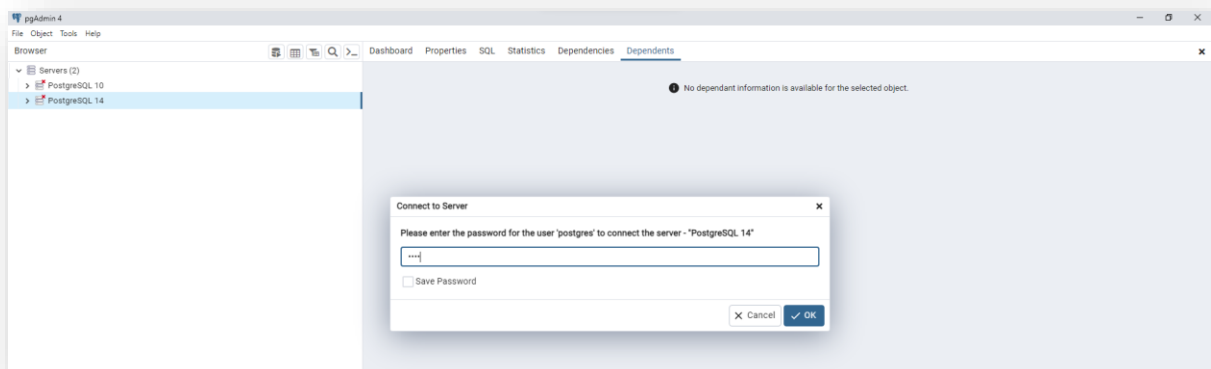 pgAdmin 4
File Object Tools Help
Browser
Dashboard Properties SQL Statistics Dependencies Dependents
Servers (2)
PostgreSQL 10
PostgreSQL 14
No dependant information is available for the selected object.
Connect to Server
Please enter the password for the user 'postgres' to connect the server - "PostgreSQL 14"
••••
Save Password
Cancel OK